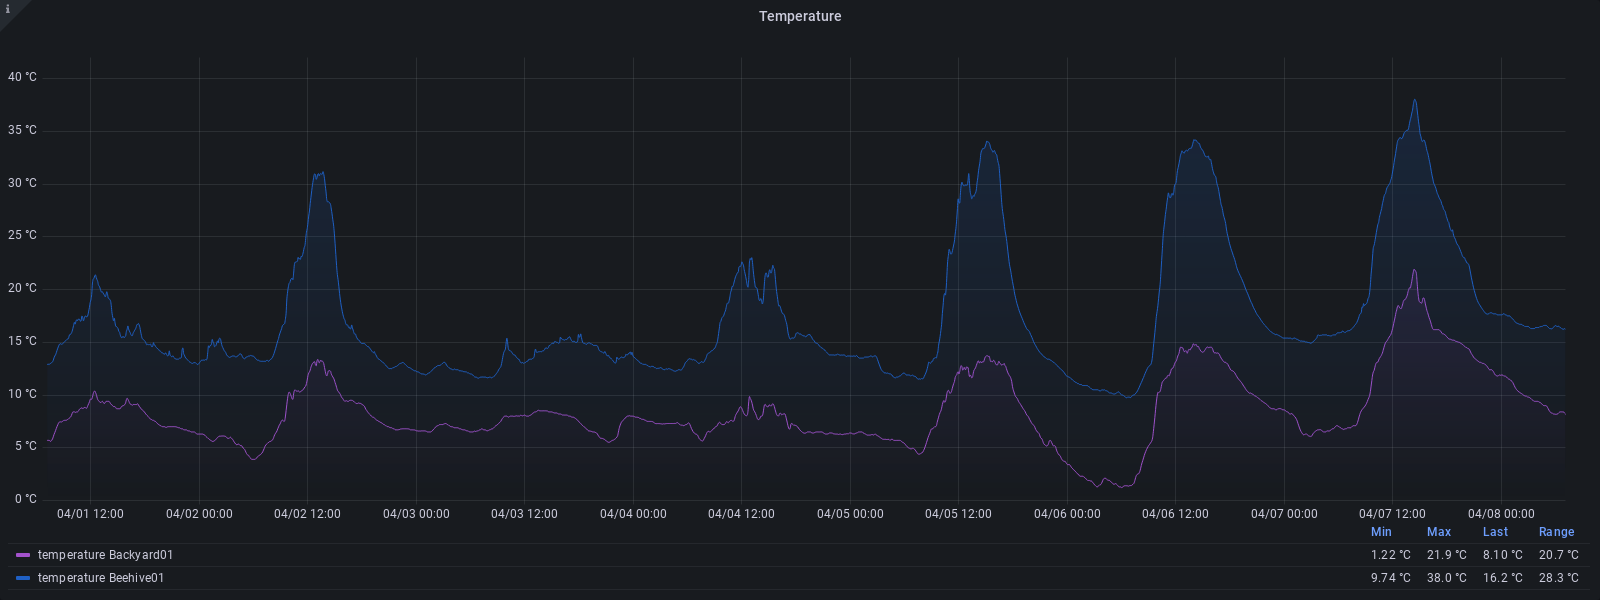 i
Temperature
40 °C
35 °C
30 °C
25 °C
20 °C
15 °C
10 °C
5 °C
0 °C
04/01 12:00 04/02 00:00 04/02 12:00 04/03 00:00 04/03 12:00 04/04 00:00 04/04 12:00 04/05 00:00 04/05 12:00 04/06 00:00 04/06 12:00 04/07 00:00 04/07 12:00 04/08 00:00
Min Max Last Range
temperature Backyard01 1.22 °C 21.9 °C 8.10 °C 20.7 °C
temperature Beehive01 9.74 °C 38.0 °C 16.2 °C 28.3 °C